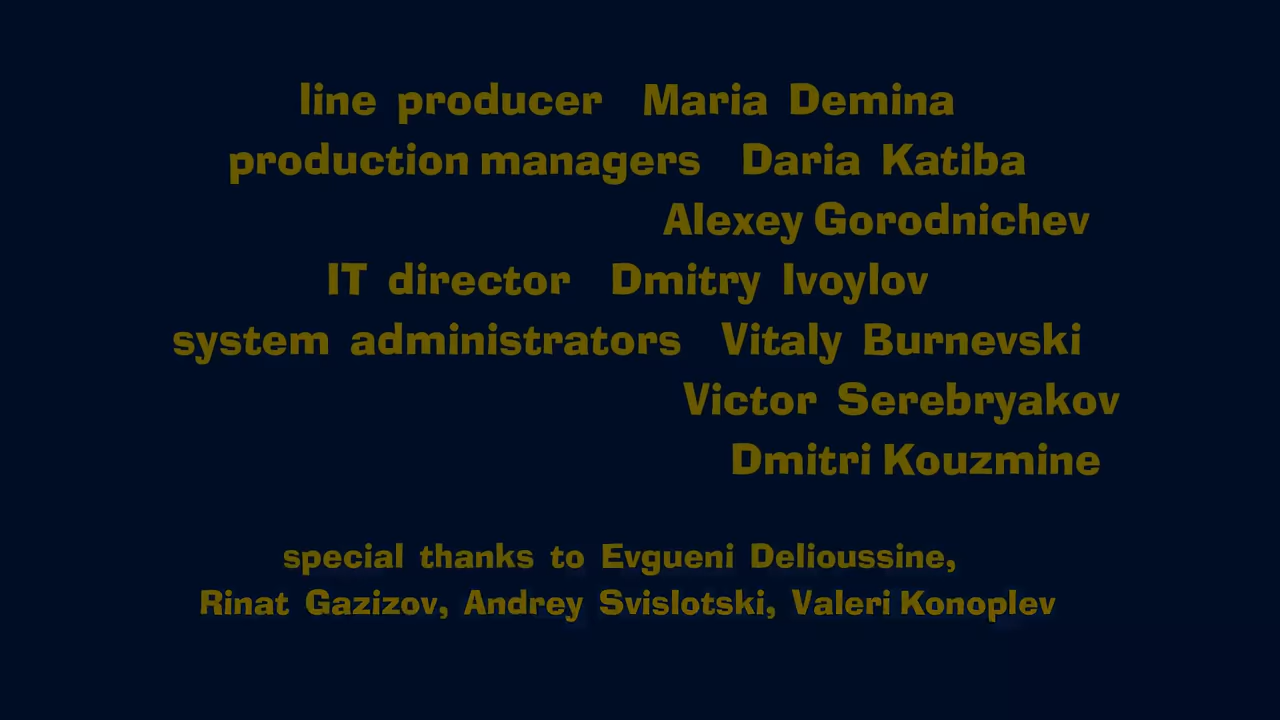 line producer Maria Demina
production managers Daria Katiba
Alexey Gorodnichev
IT director Dmitry Ivoylov
system administrators Vitaly Burnevski
Victor Serebryakov
Dmitri Kouzmine
special thanks to Evgueni Delioussine,
Rinat Gazizov, Andrey Svislotski, Valeri Konoplev